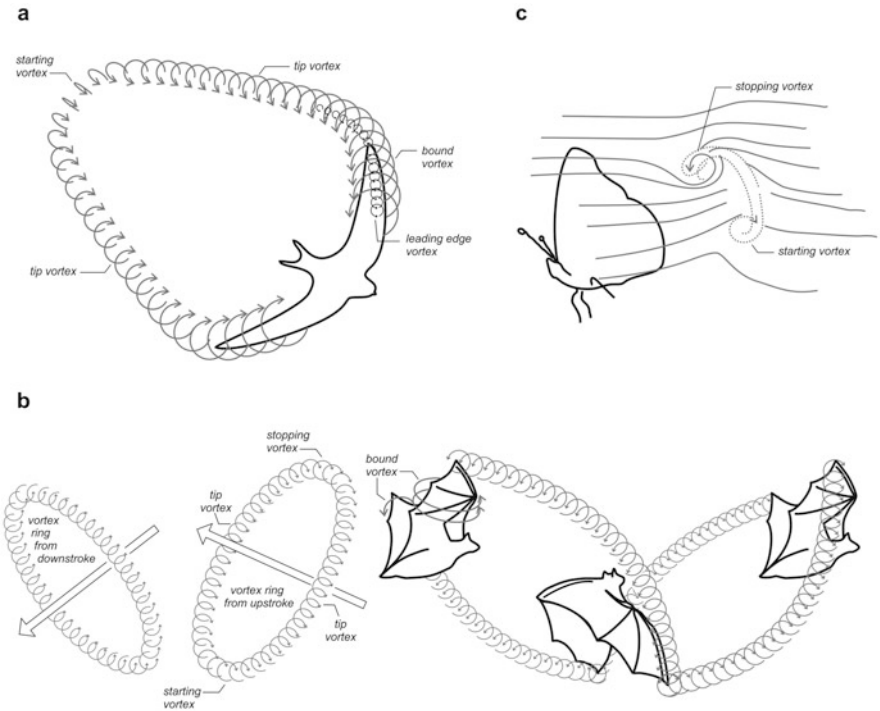 a
starting
vortex
tip vortex
bound
vortex
leading edge
vortex
tip vortex
c
stopping vortex
starting vortex
b
vortex
ring
from
downstroke
stopping
vortex
tip
vortex
vortex ring
from upstroke
tip
vortex
starting
vortex
bound
vortex